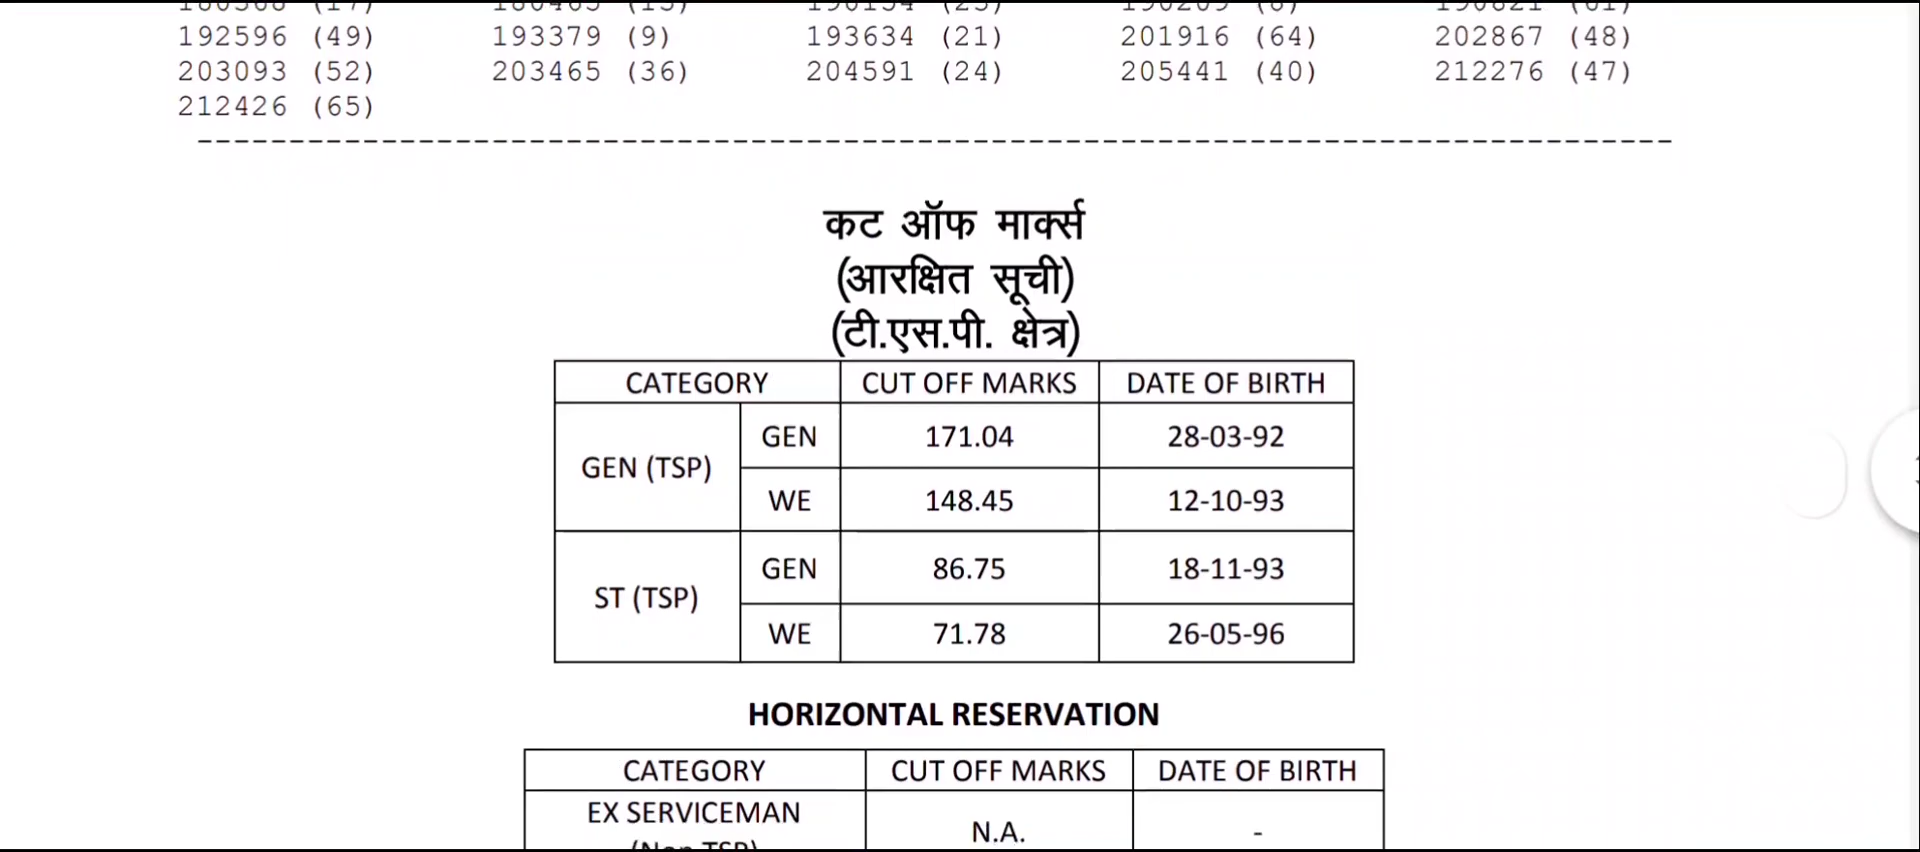 192596 (49) 193379 (9) 193634 (21) 201916 (64) 202867 (48)
203093 (52) 203465 (36) 204591 (24) 205441 (40) 212276 (47)
212426 (65)
--------------------------------------------------------------------------------
कट ऑफ मार्क्स
(आरक्षित सूची)
(टी.एस.पी. क्षेत्र)
CATEGORY CUT OFF MARKS DATE OF BIRTH
GEN (TSP) GEN 171.04 28-03-92
WE 148.45 12-10-93
ST (TSP) GEN 86.75 18-11-93
WE 71.78 26-05-96
HORIZONTAL RESERVATION
CATEGORY CUT OFF MARKS DATE OF BIRTH
EX SERVICEMAN N.A. -